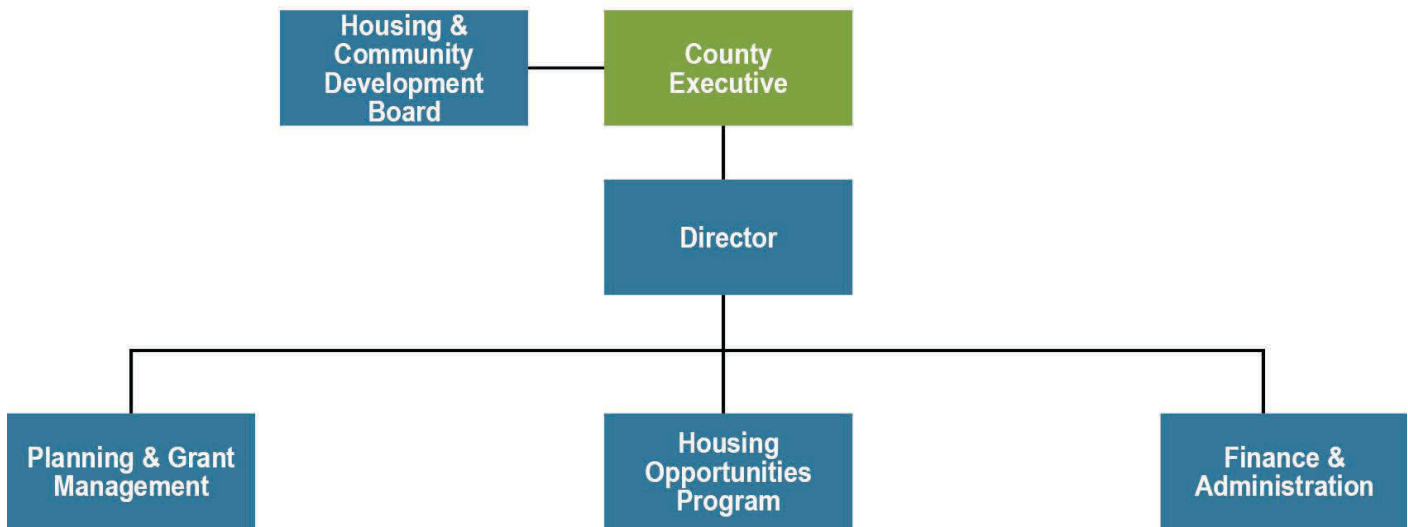 Housing &
Community
Development
Board
County
Executive
Director
Planning & Grant
Management
Housing
Opportunities
Program
Finance &
Administration